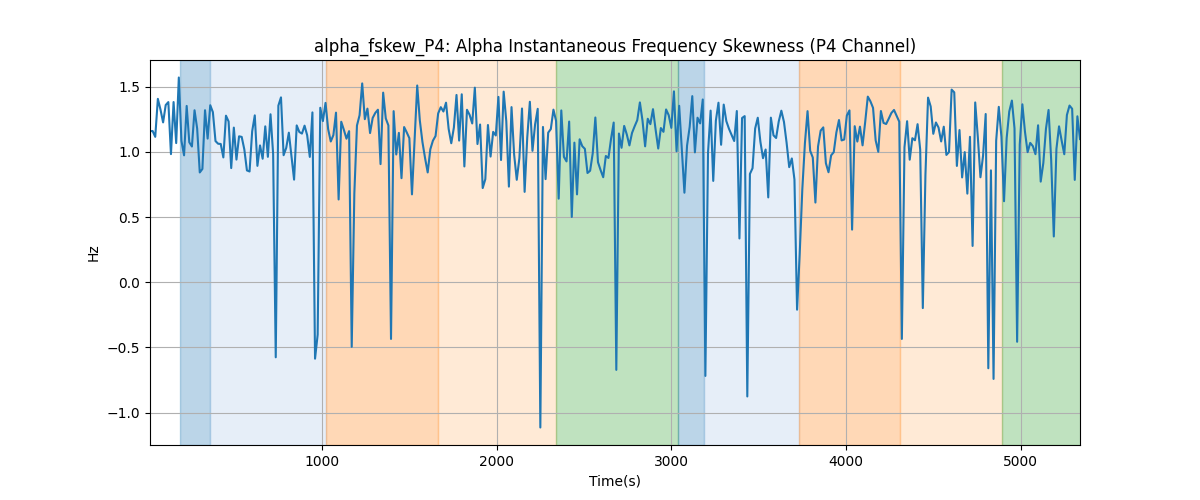 alpha_fskew_P4: Alpha Instantaneous Frequency Skewness (P4 Channel)
1.5
1.0
0.5
0.0
−0.5
−1.0
Hz
1000 2000 3000 4000 5000
Time(s)